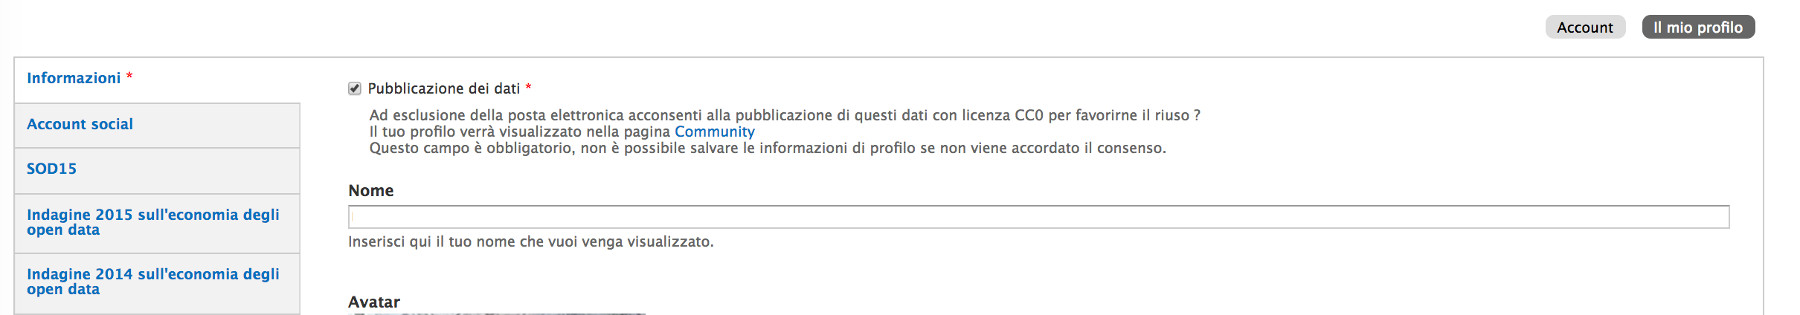 Account
Il mio profilo
Informazioni *
Account social
SOD15
Indagine 2015 sull'economia degli
open data
Indagine 2014 sull'economia degli
open data
Pubblicazione dei dati *
Ad esclusione della posta elettronica acconsenti alla pubblicazione di questi dati con licenza CC0 per favorirne il riuso ?
Il tuo profilo verrà visualizzato nella pagina Community
Questo campo è obbligatorio, non è possibile salvare le informazioni di profilo se non viene accordato il consenso.
Nome
Inserisci qui il tuo nome che vuoi venga visualizzato.
Avatar